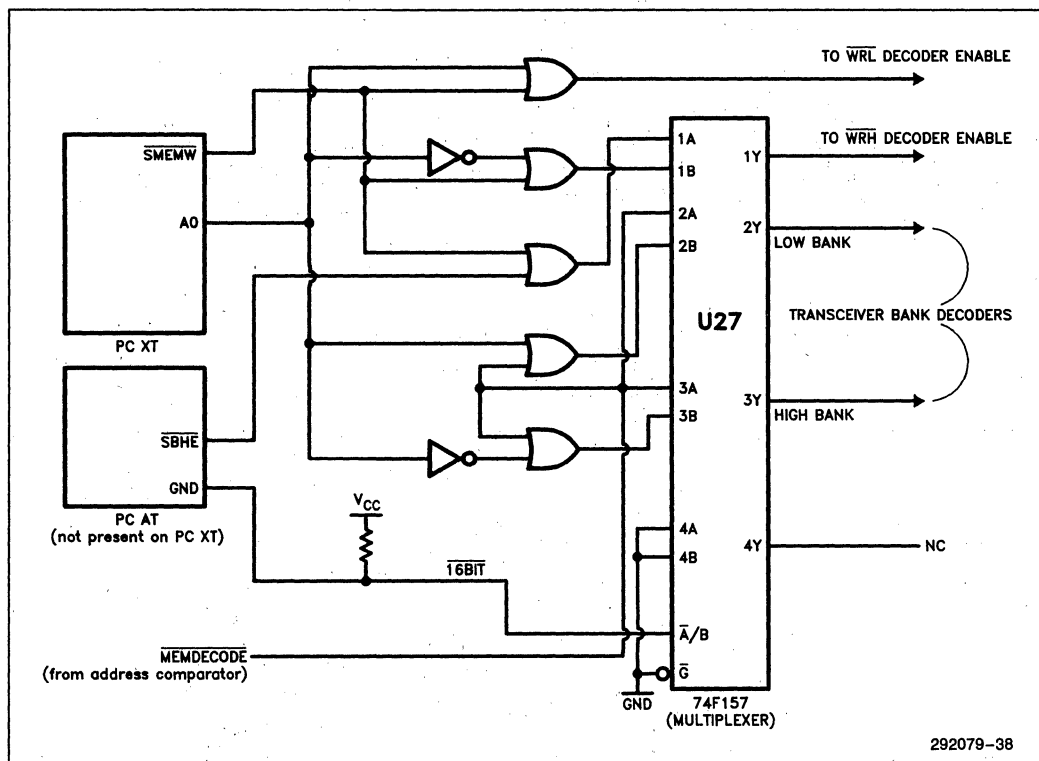 TO WRL DECODER ENABLE
SMEMW
A0
PC XT
SBHE
GND
PC AT
(not present on PC XT)
VCC
16BIT
MEMDECODE
(from address comparator)
1A
1B
2A
2B
3A
3B
4A
4B
A/B
G
GND
U27
1Y
2Y
3Y
4Y
74F157
(MULTIPLEXER)
TO WRH DECODER ENABLE
LOW BANK
TRANSCEIVER BANK DECODERS
HIGH BANK
NC
292079-38